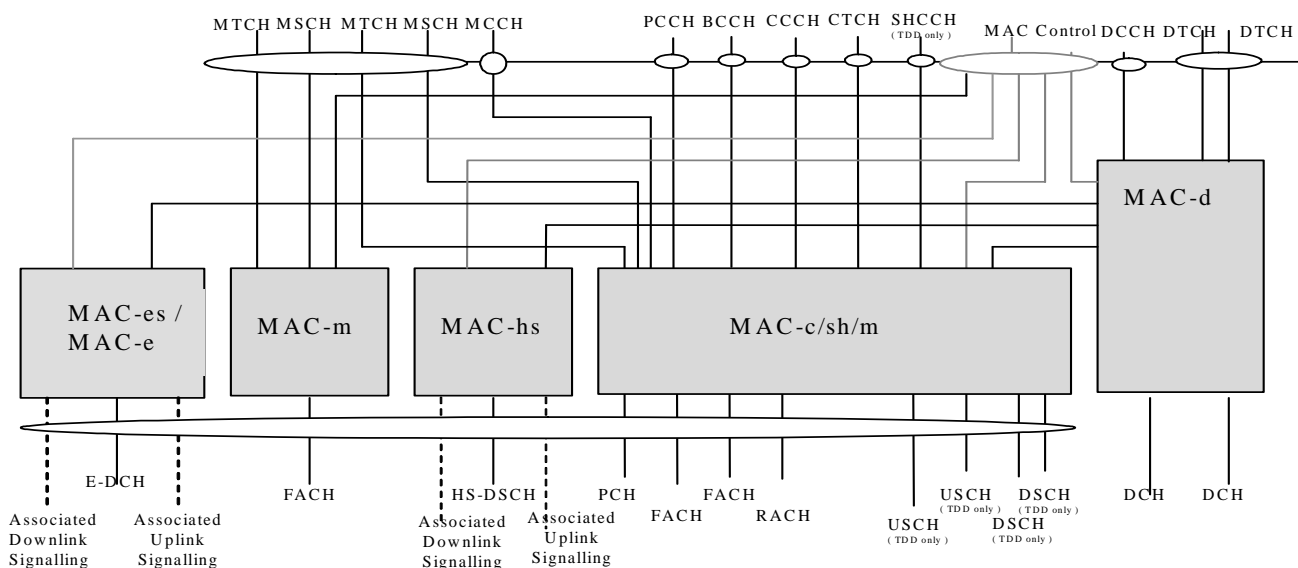 MTCH MSCH MTCH MSCH MCCH PCCH BCCH CCCH CTCH SHCCH MAC Control DCCH DTCH DTCH
( TDD only )
MAC-d
MAC-es /
MAC-e
MAC-m
MAC-hs
MAC-c/sh/m
E-DCH
FACH
HS-DSCH
PCH
FACH
FACH
RACH
USCH
( TDD only )
USCH
( TDD only )
DSCH
( TDD only )
DSCH
( TDD only )
DCH
DCH
Associated
Downlink
Signalling
Associated
Uplink
Signalling
Associated
Downlink
Signalling
Associated
Uplink
Signalling